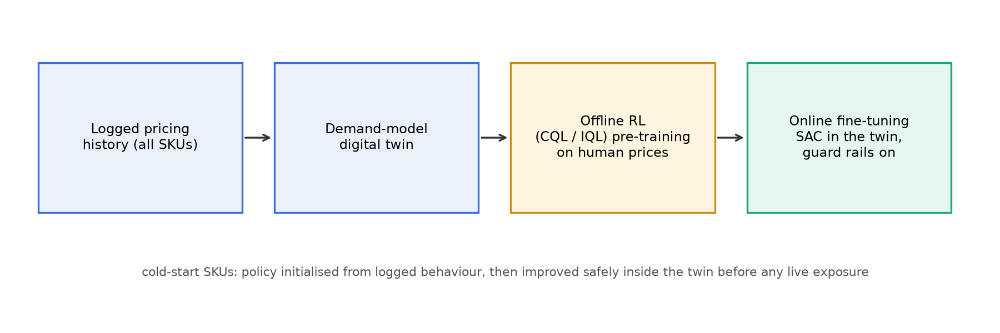 Logged pricing
history (all SKUs)
Demand-model
digital twin
Offline RL
(CQL / IQL) pre-training
on human prices
Online fine-tuning
SAC in the twin,
guard rails on
cold-start SKUs: policy initialised from logged behaviour, then improved safely inside the twin before any live exposure